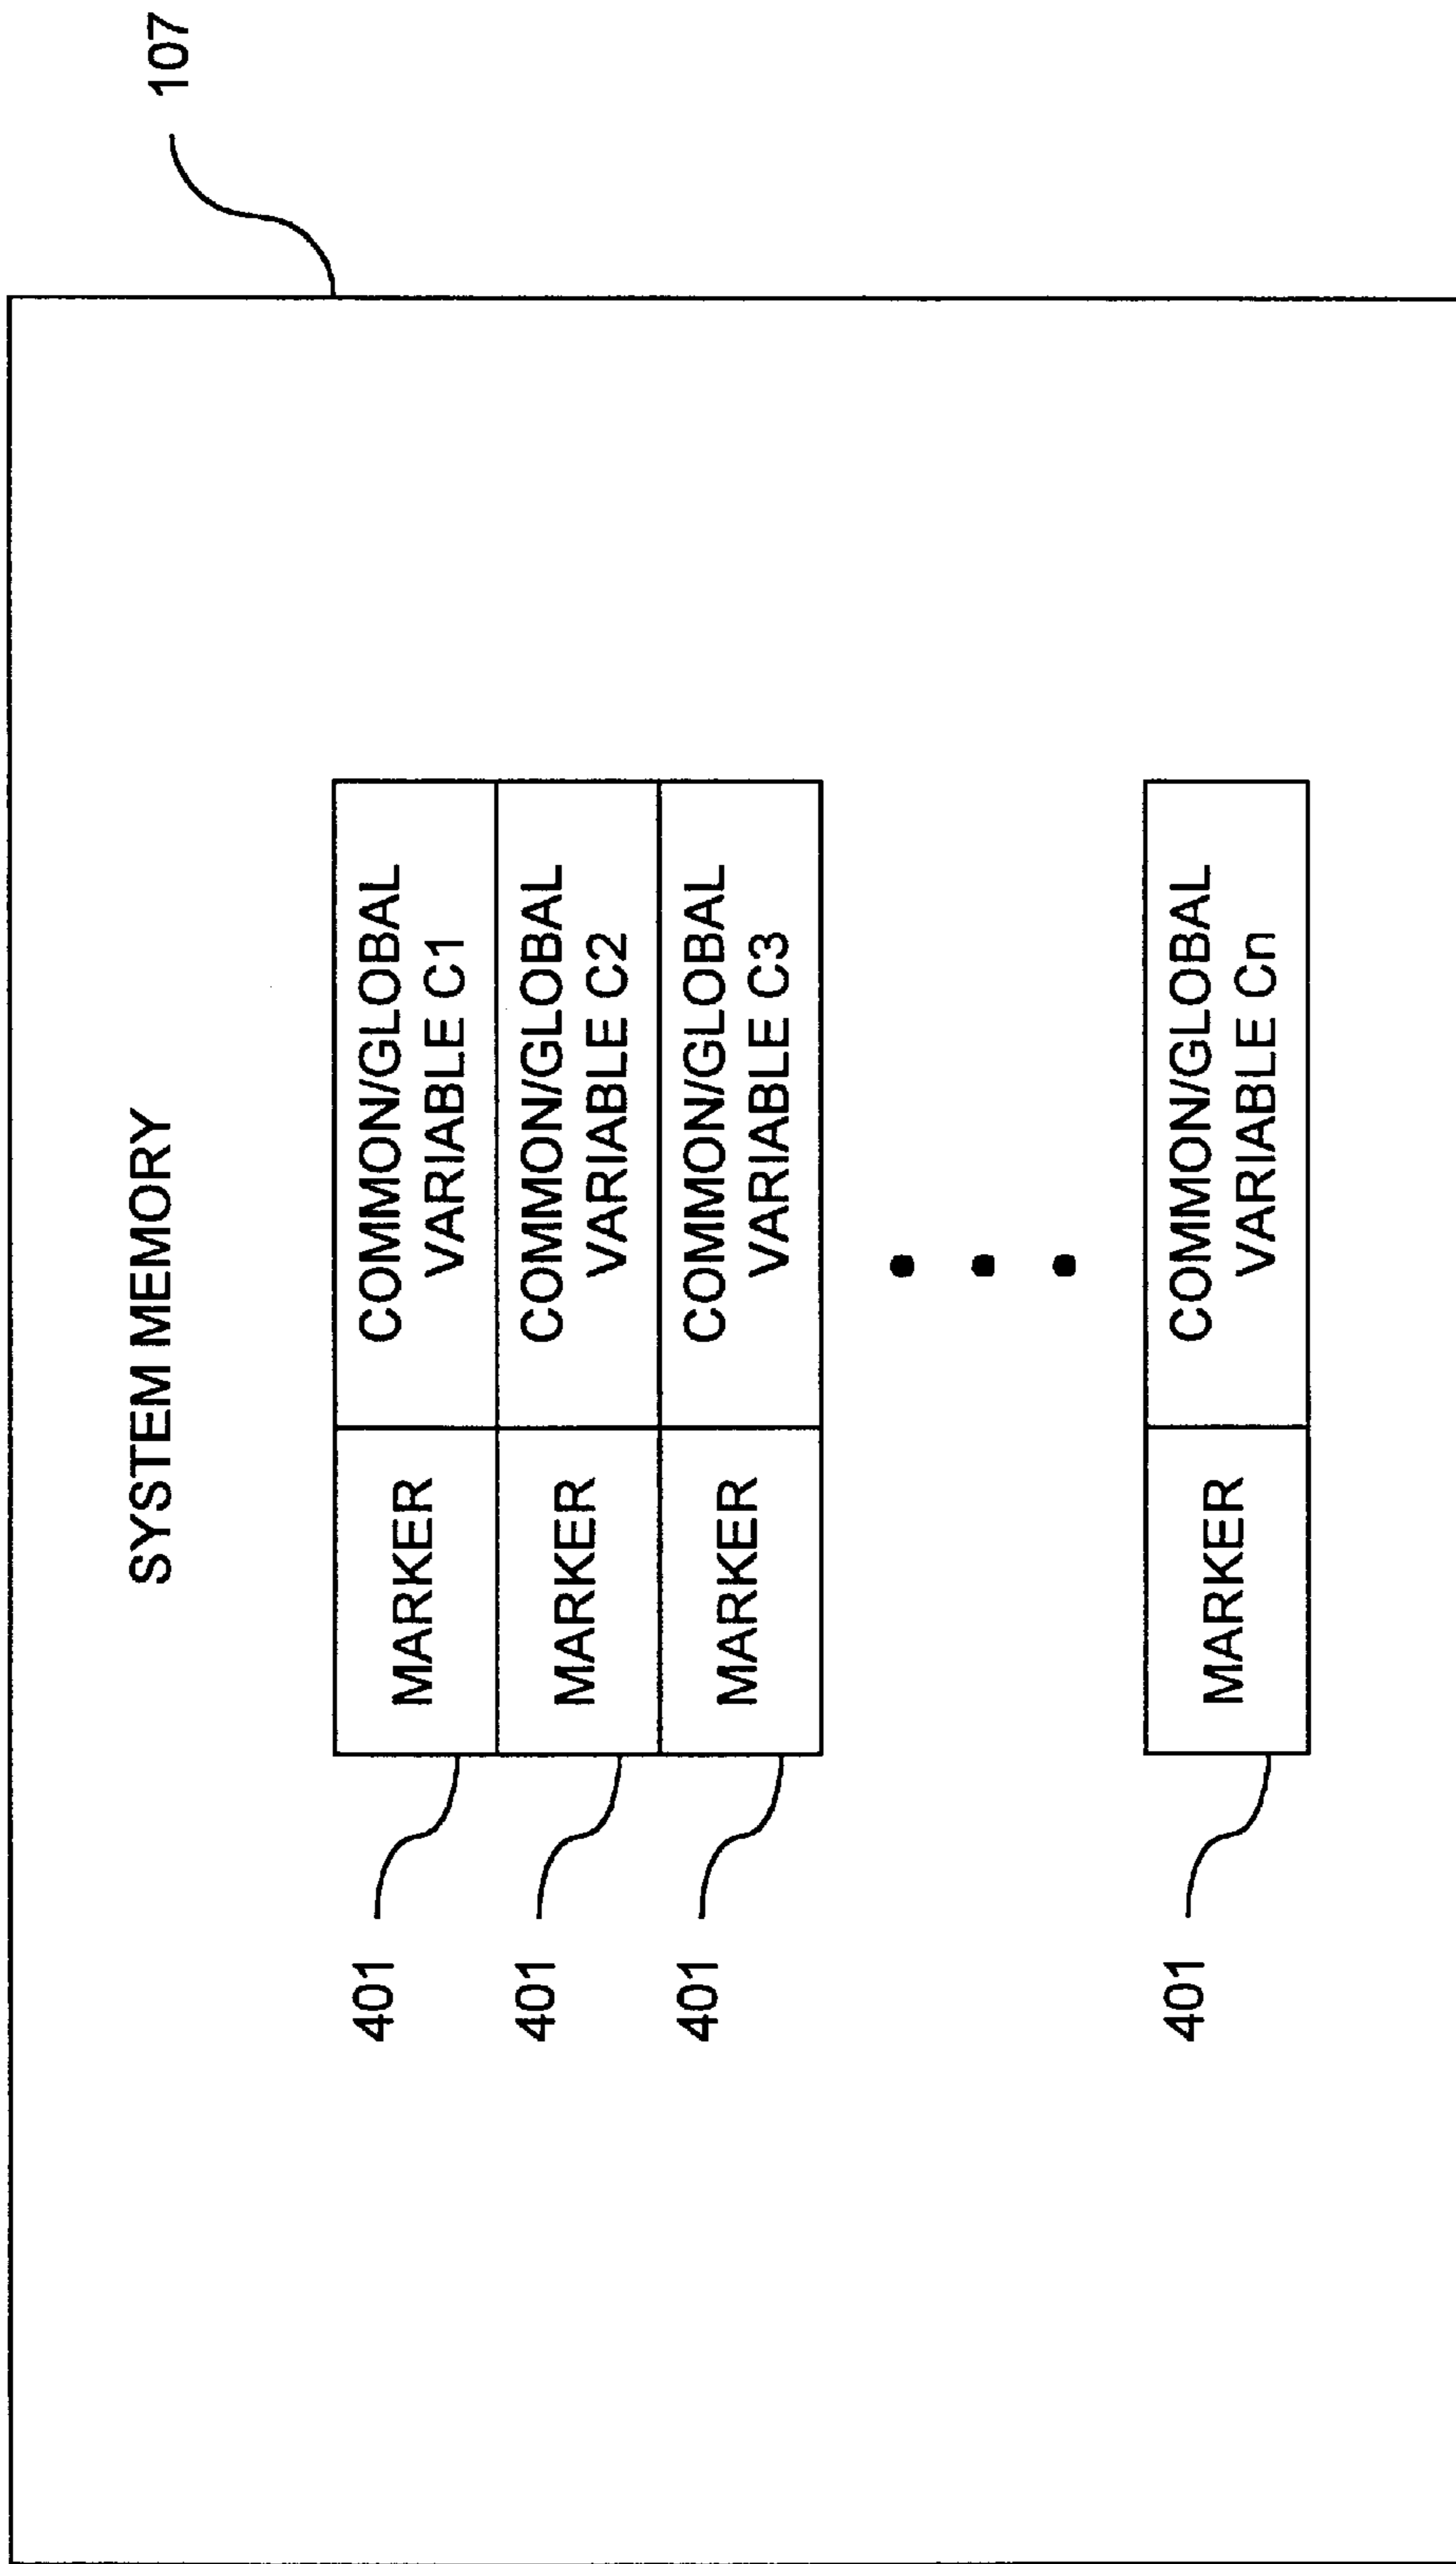 107
SYSTEM MEMORY
401
MARKER
COMMON/GLOBAL
VARIABLE C1
401
MARKER
COMMON/GLOBAL
VARIABLE C2
401
MARKER
COMMON/GLOBAL
VARIABLE C3
401
MARKER
COMMON/GLOBAL
VARIABLE Cn